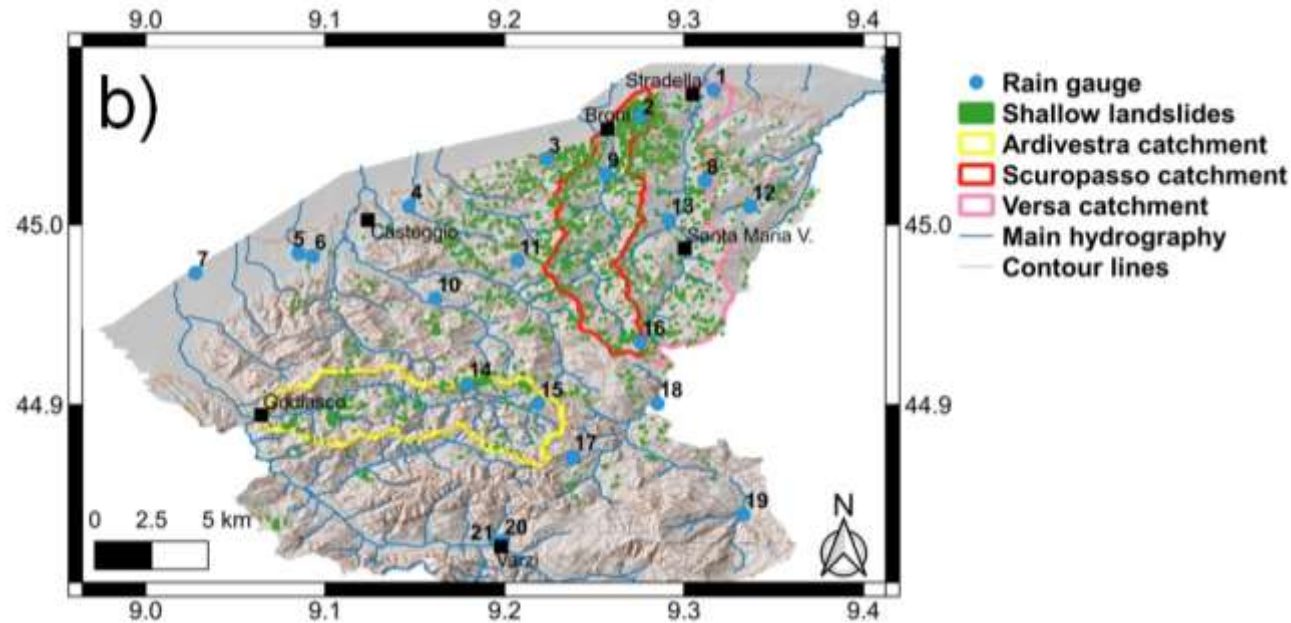 9.0 9.1 9.2 9.3 9.4
b)
Stradella 1
Broni 2
3 9 8 12
4 13
45.0 45.0
Casteggio Santa Maria V.
5 6 11
7 10
16
14 15 18
44.9 44.9
Godiasco
17
19
21 20
Varzi
0 2.5 5 km
N
9.0 9.1 9.2 9.3 9.4
Rain gauge
Shallow landslides
Ardivestra catchment
Scuropasso catchment
Versa catchment
Main hydrography
Contour lines